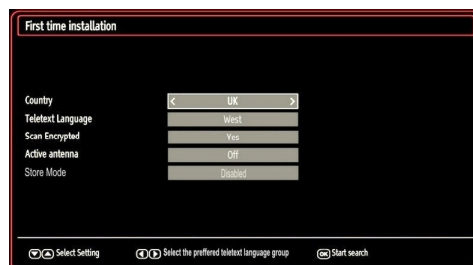 First time installation
Country < UK >
Teletext Language West
Scan Encrypted Yes
Active antenna Off
Store Mode Disabled
Select Setting Select the preffered teletext language group OK Start search